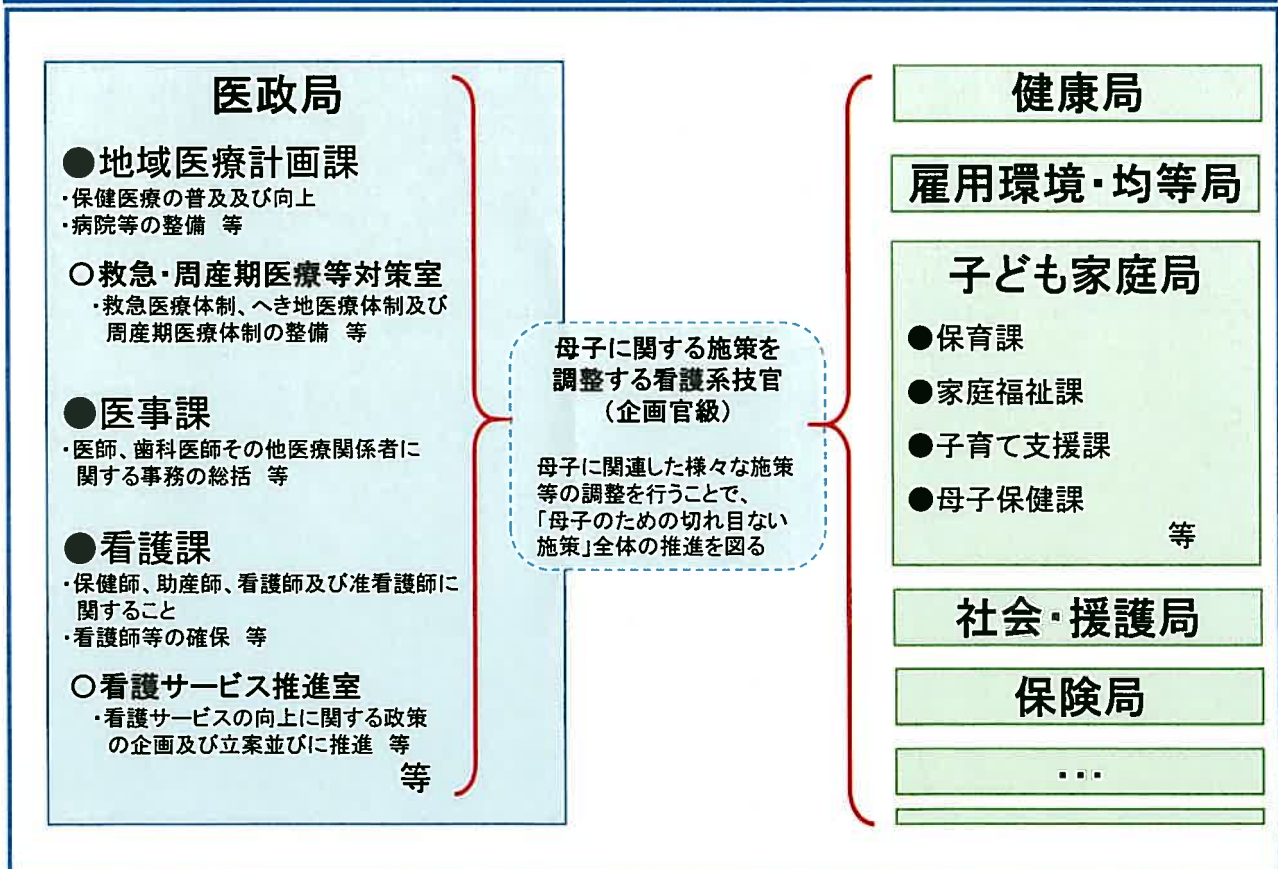 医政局
●地域医療計画課
・保健医療の普及及び向上
・病院等の整備 等
○救急・周産期医療等対策室
・救急医療体制、へき地医療体制及び
周産期医療体制の整備 等
●医事課
・医師、歯科医師その他医療関係者に
関する事務の総括 等
●看護課
・保健師、助産師、看護師及び准看護師に
関すること
・看護師等の確保 等
○看護サービス推進室
・看護サービスの向上に関する政策
の企画及び立案並びに推進 等
等
母子に関する施策を
調整する看護系技官
(企画官級)
母子に関連した様々な施策
等の調整を行うことで、
「母子のための切れ目ない
施策」全体の推進を図る
健康局
雇用環境・均等局
子ども家庭局
●保育課
●家庭福祉課
●子育て支援課
●母子保健課
等
社会・援護局
保険局
・・・